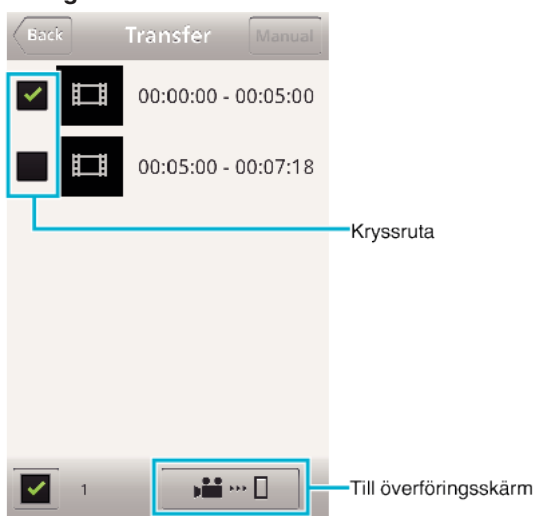 Back Transfer Manual
00:00:00 - 00:05:00
00:05:00 - 00:07:18
Kryssruta
1
Till överföringsskärm